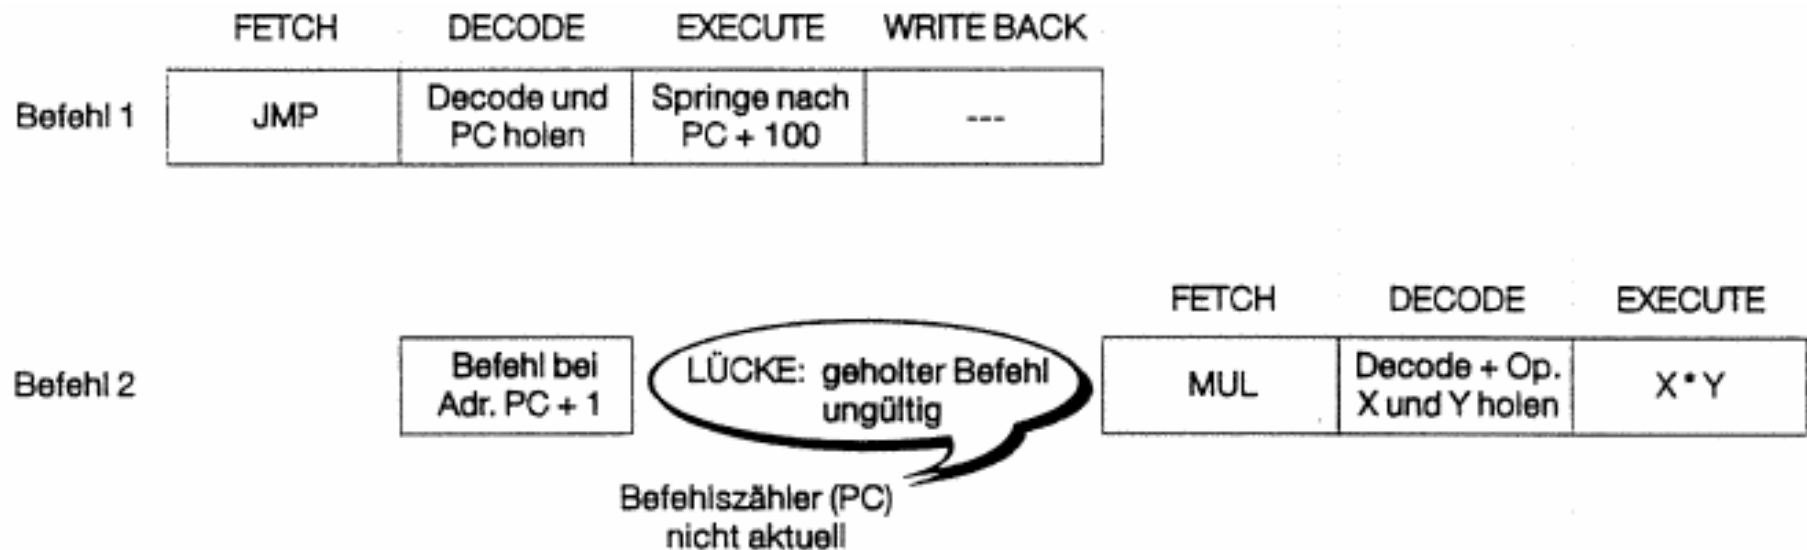 FETCH DECODE EXECUTE WRITE BACK
Befehl 1
JMP
Decode und
PC holen
Springe nach
PC + 100
---
FETCH DECODE EXECUTE
Befehl 2
Befehl bei
Adr. PC + 1
LÜCKE: geholter Befehl
ungültig
MUL
Decode + Op.
X und Y holen
X * Y
Befehlszähler (PC)
nicht aktuell